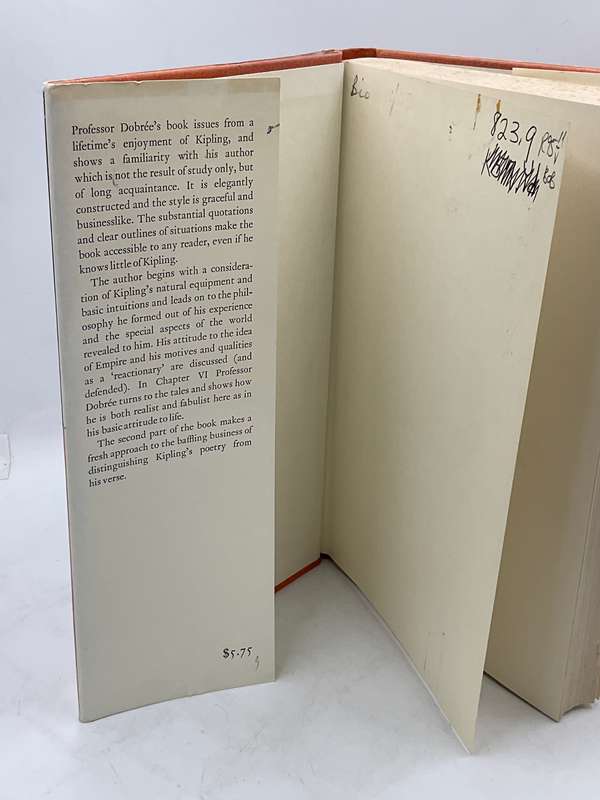 Professor Dobrée's book issues from a
lifetime's enjoyment of Kipling, and
shows a familiarity with his author
which is not the result of study only, but
of long acquaintance. It is elegantly
constructed and the style is graceful and
businesslike. The substantial quotations
and clear outlines of situations make the
book accessible to any reader, even if he
knows little of Kipling.
The author begins with a considera-
tion of Kipling's natural equipment and
basic intuitions and leads on to the phil-
osophy he formed out of his experience
and the special aspects of the world
revealed to him. His attitude to the idea
of Empire and his motives and qualities
as a 'reactionary' are discussed (and
defended). In Chapter VI Professor
Dobrée turns to the tales and shows how
he is both realist and fabulist here as in
his basic attitude to life.
The second part of the book makes a
fresh approach to the baffling business of
distinguishing Kipling's poetry from
his verse.
$5.75
Bio
823.9